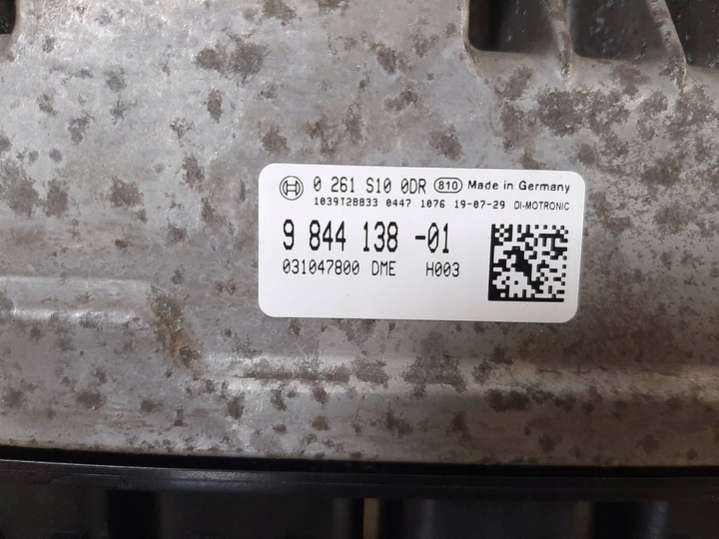 0 261 S10 0DR 810 Made in Germany
1039T28833 0447 1076 19-07-29 DI-MOTRONIC
9 844 138 -01
031047800 DME H003